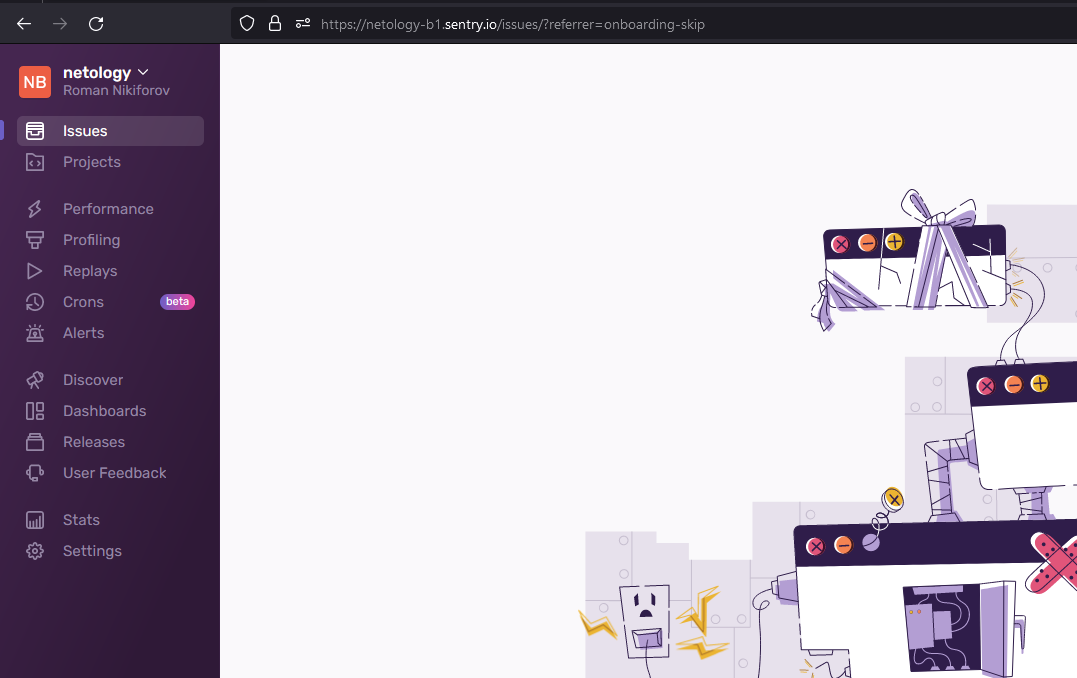 https://netology-b1.sentry.io/issues/?referrer=onboarding-skip
NB
netology
Roman Nikiforov
Issues
Projects
Performance
Profiling
Replays
Crons beta
Alerts
Discover
Dashboards
Releases
User Feedback
Stats
Settings